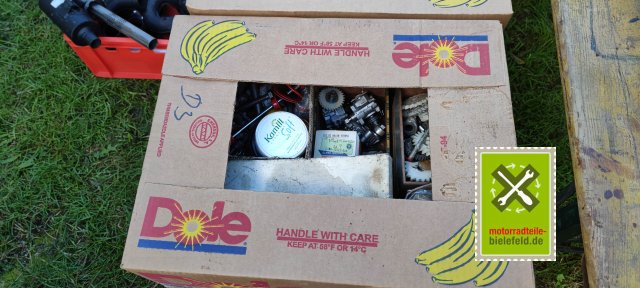 HANDLE WITH CARE
KEEP AT 58°F OR 14°C
Dole
D3
Kamill
Soft
Dole
HANDLE WITH CARE
KEEP AT 58°F OR 14°C
motorradteile-
bielefeld.de